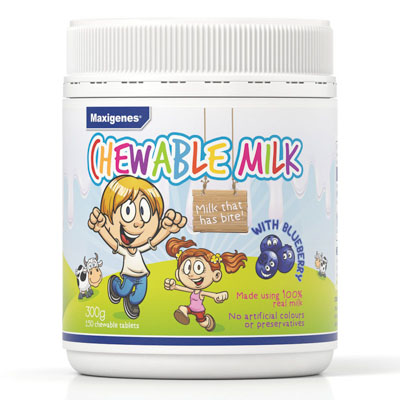 Maxigenes®
CHEWABLE MILK
Milk that
has bite!
WITH BLUEBERRY
Made using 100%
real milk
No artificial colours
or preservatives
300g
150 chewable tablets